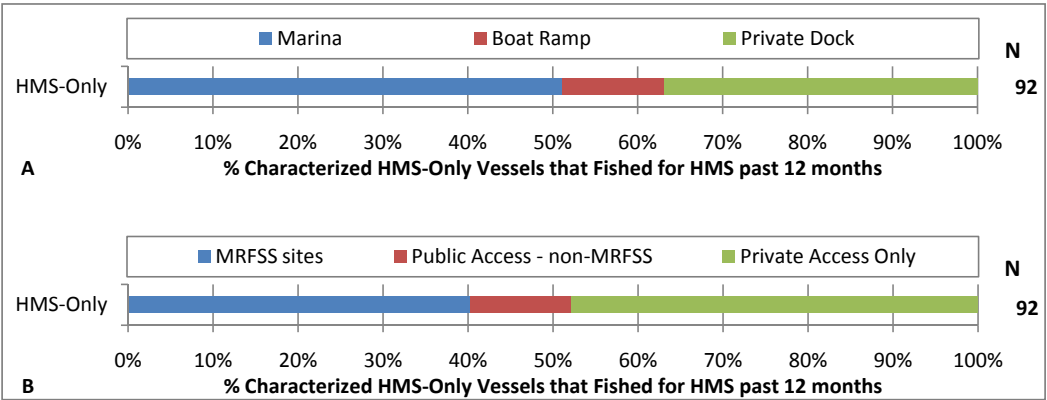 Marina Boat Ramp Private Dock
N
HMS-Only 92
0% 10% 20% 30% 40% 50% 60% 70% 80% 90% 100%
A % Characterized HMS-Only Vessels that Fished for HMS past 12 months
MRFSS sites Public Access - non-MRFSS Private Access Only
N
HMS-Only 92
0% 10% 20% 30% 40% 50% 60% 70% 80% 90% 100%
B % Characterized HMS-Only Vessels that Fished for HMS past 12 months